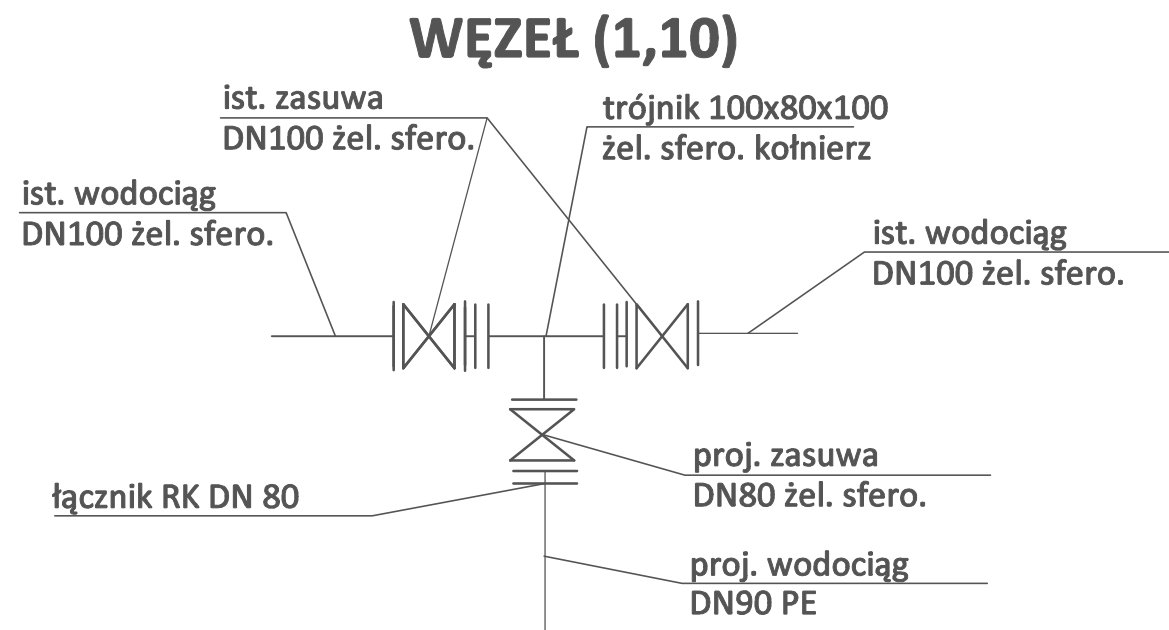 WĘZEŁ (1,10)
ist. zasuwa
DN100 żel. sfero.
trójnik 100x80x100
żel. sfero. kołnierz
ist. wodociąg
DN100 żel. sfero.
ist. wodociąg
DN100 żel. sfero.
proj. zasuwa
DN80 żel. sfero.
łącznik RK DN 80
proj. wodociąg
DN90 PE